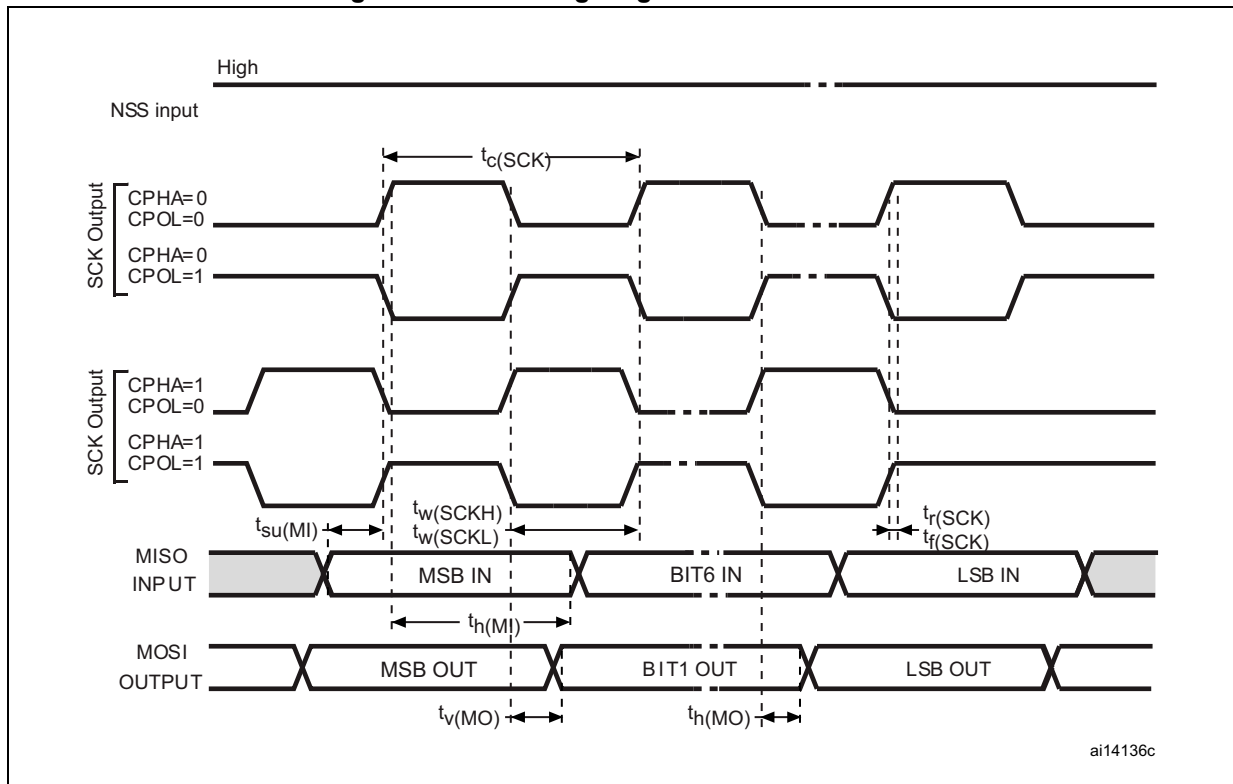 High
NSS input
tc(SCK)
SCK Output
CPHA=0
CPOL=0
CPHA=0
CPOL=1
SCK Output
CPHA=1
CPOL=0
CPHA=1
CPOL=1
tsu(MI)
tw(SCKH)
tw(SCKL)
tr(SCK)
tf(SCK)
MISO
INPUT
MSB IN
BIT6 IN
LSB IN
th(MI)
MOSI
OUTPUT
MSB OUT
BIT1 OUT
LSB OUT
tv(MO)
th(MO)
ai14136c